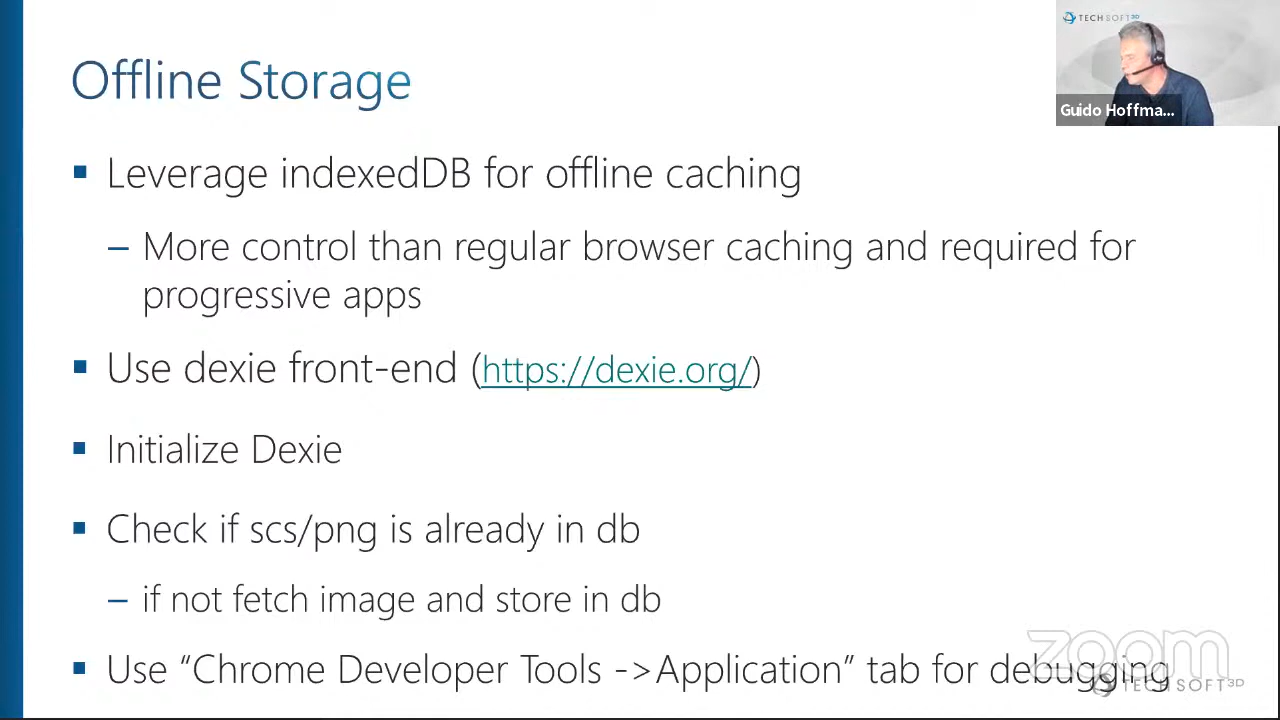 TECH SOFT 3D
Guido Hoffma...
Offline Storage
Leverage indexedDB for offline caching
– More control than regular browser caching and required for
progressive apps
Use dexie front-end (https://dexie.org/)
Initialize Dexie
Check if scs/png is already in db
– if not fetch image and store in db
Use “Chrome Developer Tools ->Application” tab for debugging
zoom
TECH SOFT 3D